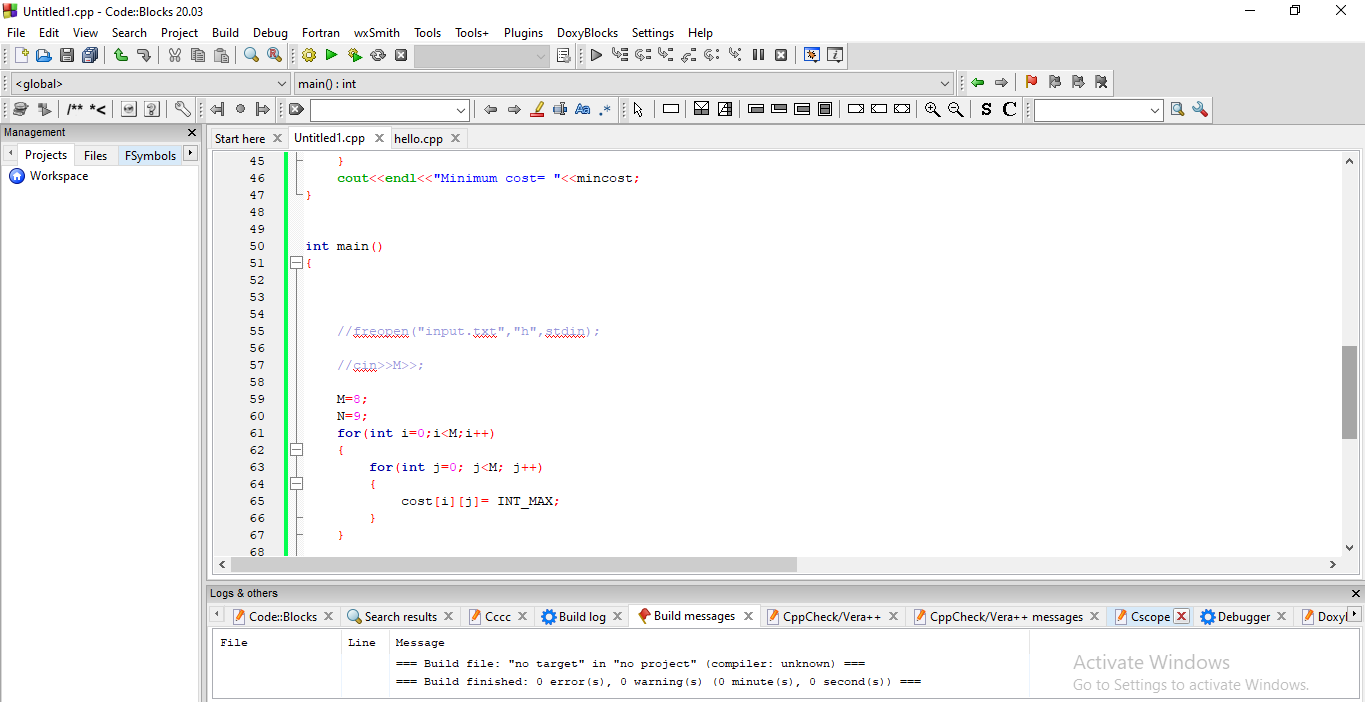 Untitled1.cpp - Code::Blocks 20.03
File Edit View Search Project Build Debug Fortran wxSmith Tools Tools+ Plugins DoxyBlocks Settings Help
<global> main() : int
/** *< Aa .* S C
Management
Projects Files FSymbols
Workspace
Start here Untitled1.cpp hello.cpp
45 }
46 cout<<endl<<"Minimum cost= "<<mincost;
47 }
48
49
50 int main()
51 {
52
53
54
55 //freopen("input.txt","h",stdin);
56
57 //cin>>M>>;
58
59 M=8;
60 N=9;
61 for(int i=0;i<M;i++)
62 {
63 for(int j=0; j<M; j++)
64 {
65 cost[i][j]= INT_MAX;
66 }
67 }
68
Logs & others
Code::Blocks Search results Cccc Build log Build messages CppCheck/Vera++ CppCheck/Vera++ messages Cscope Debugger Doxyl
File Line Message
=== Build file: "no target" in "no project" (compiler: unknown) ===
=== Build finished: 0 error(s), 0 warning(s) (0 minute(s), 0 second(s)) ===
Activate Windows
Go to Settings to activate Windows.